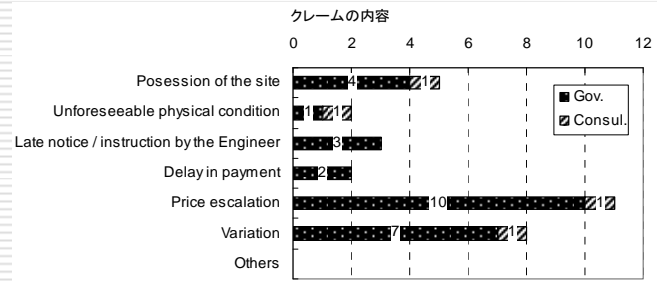 クレームの内容
0 2 4 6 8 10 12
Posession of the site 4 1
Unforeseeable physical condition 1 1
Late notice / instruction by the Engineer 3
Delay in payment 2
Price escalation 10 1
Variation 7 1
Others
Gov.
Consul.